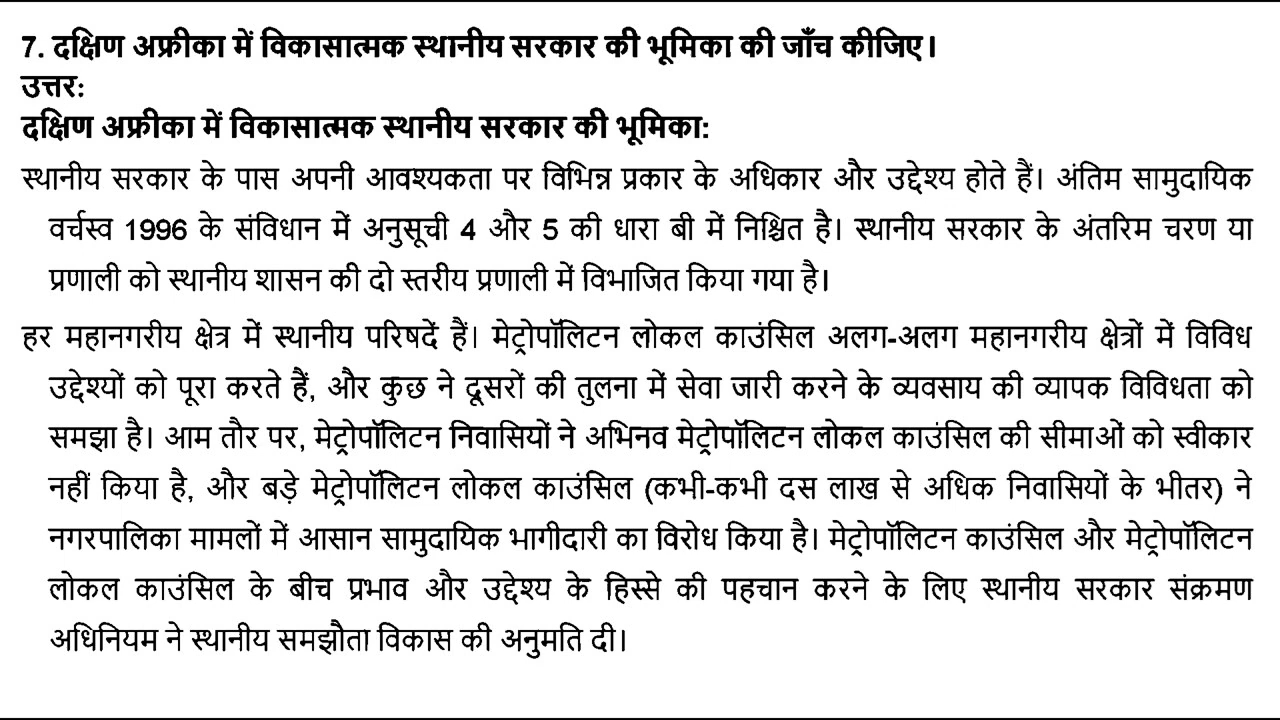 7. दक्षिण अफ्रीका में विकासात्मक स्थानीय सरकार की भूमिका की जाँच कीजिए।
उत्तर:
दक्षिण अफ्रीका में विकासात्मक स्थानीय सरकार की भूमिका:
स्थानीय सरकार के पास अपनी आवश्यकता पर विभिन्न प्रकार के अधिकार और उद्देश्य होते हैं। अंतिम सामुदायिक
वर्चस्व 1996 के संविधान में अनुसूची 4 और 5 की धारा बी में निश्चित है। स्थानीय सरकार के अंतरिम चरण या
प्रणाली को स्थानीय शासन की दो स्तरीय प्रणाली में विभाजित किया गया है।
हर महानगरीय क्षेत्र में स्थानीय परिषदें हैं। मेट्रोपॉलिटन लोकल काउंसिल अलग-अलग महानगरीय क्षेत्रों में विविध
उद्देश्यों को पूरा करते हैं, और कुछ ने दूसरों की तुलना में सेवा जारी करने के व्यवसाय की व्यापक विविधता को
समझा है। आम तौर पर, मेट्रोपॉलिटन निवासियों ने अभिनव मेट्रोपॉलिटन लोकल काउंसिल की सीमाओं को स्वीकार
नहीं किया है, और बड़े मेट्रोपॉलिटन लोकल काउंसिल (कभी-कभी दस लाख से अधिक निवासियों के भीतर) ने
नगरपालिका मामलों में आसान सामुदायिक भागीदारी का विरोध किया है। मेट्रोपॉलिटन काउंसिल और मेट्रोपॉलिटन
लोकल काउंसिल के बीच प्रभाव और उद्देश्य के हिस्से की पहचान करने के लिए स्थानीय सरकार संक्रमण
अधिनियम ने स्थानीय समझौता विकास की अनुमति दी।